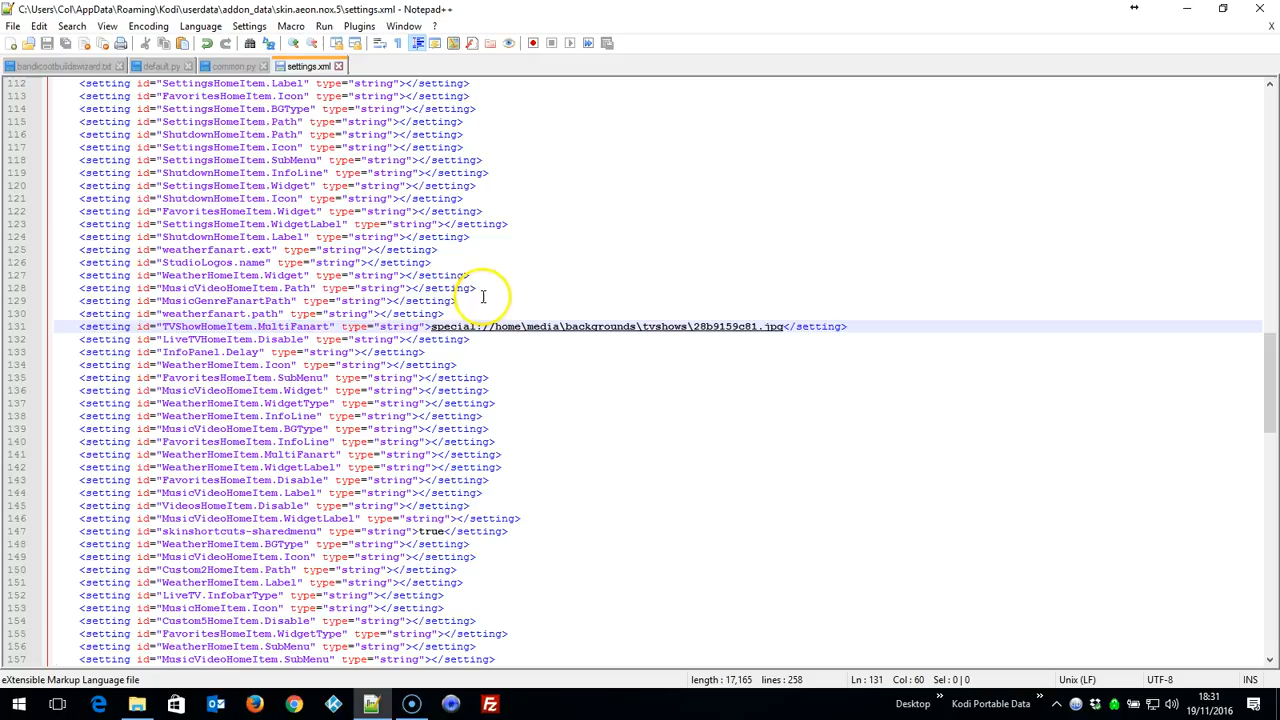 C:\Users\Col\AppData\Roaming\Kodi\userdata\addon_data\skin.aeon.nox.5\settings.xml - Notepad++
File Edit Search View Encoding Language Settings Macro Run Plugins Window ?
X
bandicootbuildswizard.txt default.py common.py settings.xml
112 <setting id="SettingsHomeItem.Label" type="string"></setting>
113 <setting id="FavoritesHomeItem.Icon" type="string"></setting>
114 <setting id="SettingsHomeItem.BGType" type="string"></setting>
115 <setting id="SettingsHomeItem.Path" type="string"></setting>
116 <setting id="ShutdownHomeItem.Path" type="string"></setting>
117 <setting id="SettingsHomeItem.Icon" type="string"></setting>
118 <setting id="ShutdownHomeItem.SubMenu" type="string"></setting>
119 <setting id="ShutdownHomeItem.InfoLine" type="string"></setting>
120 <setting id="SettingsHomeItem.Widget" type="string"></setting>
121 <setting id="ShutdownHomeItem.Icon" type="string"></setting>
122 <setting id="FavoritesHomeItem.Widget" type="string"></setting>
123 <setting id="SettingsHomeItem.WidgetLabel" type="string"></setting>
124 <setting id="ShutdownHomeItem.Label" type="string"></setting>
125 <setting id="weatherfanart.ext" type="string"></setting>
126 <setting id="StudioLogos.name" type="string"></setting>
127 <setting id="WeatherHomeItem.Widget" type="string"></setting>
128 <setting id="MusicVideoHomeItem.Path" type="string"></setting>
129 <setting id="MusicGenreFanartPath" type="string"></setting>
130 <setting id="weatherfanart.path" type="string"></setting>
131 <setting id="TVShowHomeItem.MultiFanart" type="string">special://home\media\backgrounds\tvshows\28b9159c81.jpg</setting>
132 <setting id="LiveTVHomeItem.Disable" type="string"></setting>
133 <setting id="InfoPanel.Delay" type="string"></setting>
134 <setting id="WeatherHomeItem.Icon" type="string"></setting>
135 <setting id="FavoritesHomeItem.SubMenu" type="string"></setting>
136 <setting id="MusicVideoHomeItem.Widget" type="string"></setting>
137 <setting id="WeatherHomeItem.WidgetType" type="string"></setting>
138 <setting id="WeatherHomeItem.InfoLine" type="string"></setting>
139 <setting id="MusicVideoHomeItem.BGType" type="string"></setting>
140 <setting id="FavoritesHomeItem.InfoLine" type="string"></setting>
141 <setting id="WeatherHomeItem.MultiFanart" type="string"></setting>
142 <setting id="WeatherHomeItem.WidgetLabel" type="string"></setting>
143 <setting id="FavoritesHomeItem.Disable" type="string"></setting>
144 <setting id="MusicVideoHomeItem.Label" type="string"></setting>
145 <setting id="VideosHomeItem.Disable" type="string"></setting>
146 <setting id="MusicVideoHomeItem.WidgetLabel" type="string"></setting>
147 <setting id="skinshortcuts-sharedmenu" type="string">true</setting>
148 <setting id="WeatherHomeItem.BGType" type="string"></setting>
149 <setting id="MusicVideoHomeItem.Icon" type="string"></setting>
150 <setting id="Custom2HomeItem.Path" type="string"></setting>
151 <setting id="WeatherHomeItem.Label" type="string"></setting>
152 <setting id="LiveTV.InfobarType" type="string"></setting>
153 <setting id="MusicHomeItem.Icon" type="string"></setting>
154 <setting id="Custom5HomeItem.Disable" type="string"></setting>
155 <setting id="FavoritesHomeItem.WidgetType" type="string"></setting>
156 <setting id="WeatherHomeItem.SubMenu" type="string"></setting>
157 <setting id="MusicVideoHomeItem.SubMenu" type="string"></setting>
eXtensible Markup Language file length : 17,165 lines : 258 Ln : 131 Col : 60 Sel : 0 | 0 Unix (LF) UTF-8 INS
Desktop » Kodi Portable Data » 18:31
19/11/2016